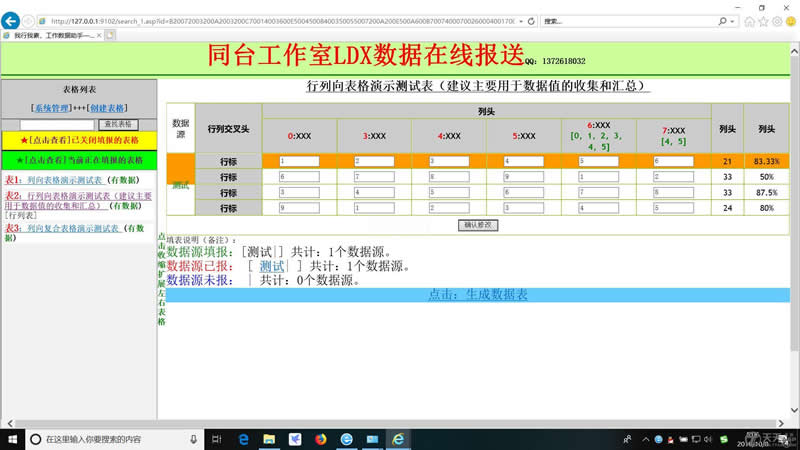 http://127.0.0.1:9102/search_1.asp?id=B20072003200A2003200C70014003600E50045008400350055007200A200E500A600B700740007002600040017
搜索...
我行我素，工作数据助手—...
同台工作室LDX数据在线报送QQ: 1372618032
表格列表
[系统管理]+++[创建表格]
查找表格
★[点击查看]已关闭填报的表格
★[点击查看]当前正在填报的表格
表1: 列向表格演示测试表 (有数据)
表2: 行列向表格演示测试表（建议主要用于数据值的收集和汇总） (有数据)
[行列表]
表3: 列向复合表格演示测试表 (有数据)
点击收缩扩展左右表格
行列向表格演示测试表（建议主要用于数据值的收集和汇总）
数据源 行列交叉头 列头 列头 列头
0:XXX 3:XXX 4:XXX 5:XXX 6:XXX 7:XXX
[0, 1, 2, 3, 4, 5] [4, 5]
测试
行标 1 2 3 4 5 6 21 83.33%
行标 6 7 8 9 1 2 33 50%
行标 3 4 5 6 7 8 33 87.5%
行标 9 1 2 3 4 5 24 80%
确认修改
填表说明（备注）：
数据源填报: [测试|] 共计: 1个数据源。
数据源已报: [ 测试| ] 共计: 1个数据源。
数据源未报: | 共计: 0个数据源。
点击: 生成数据表
在这里输入你要搜索的内容